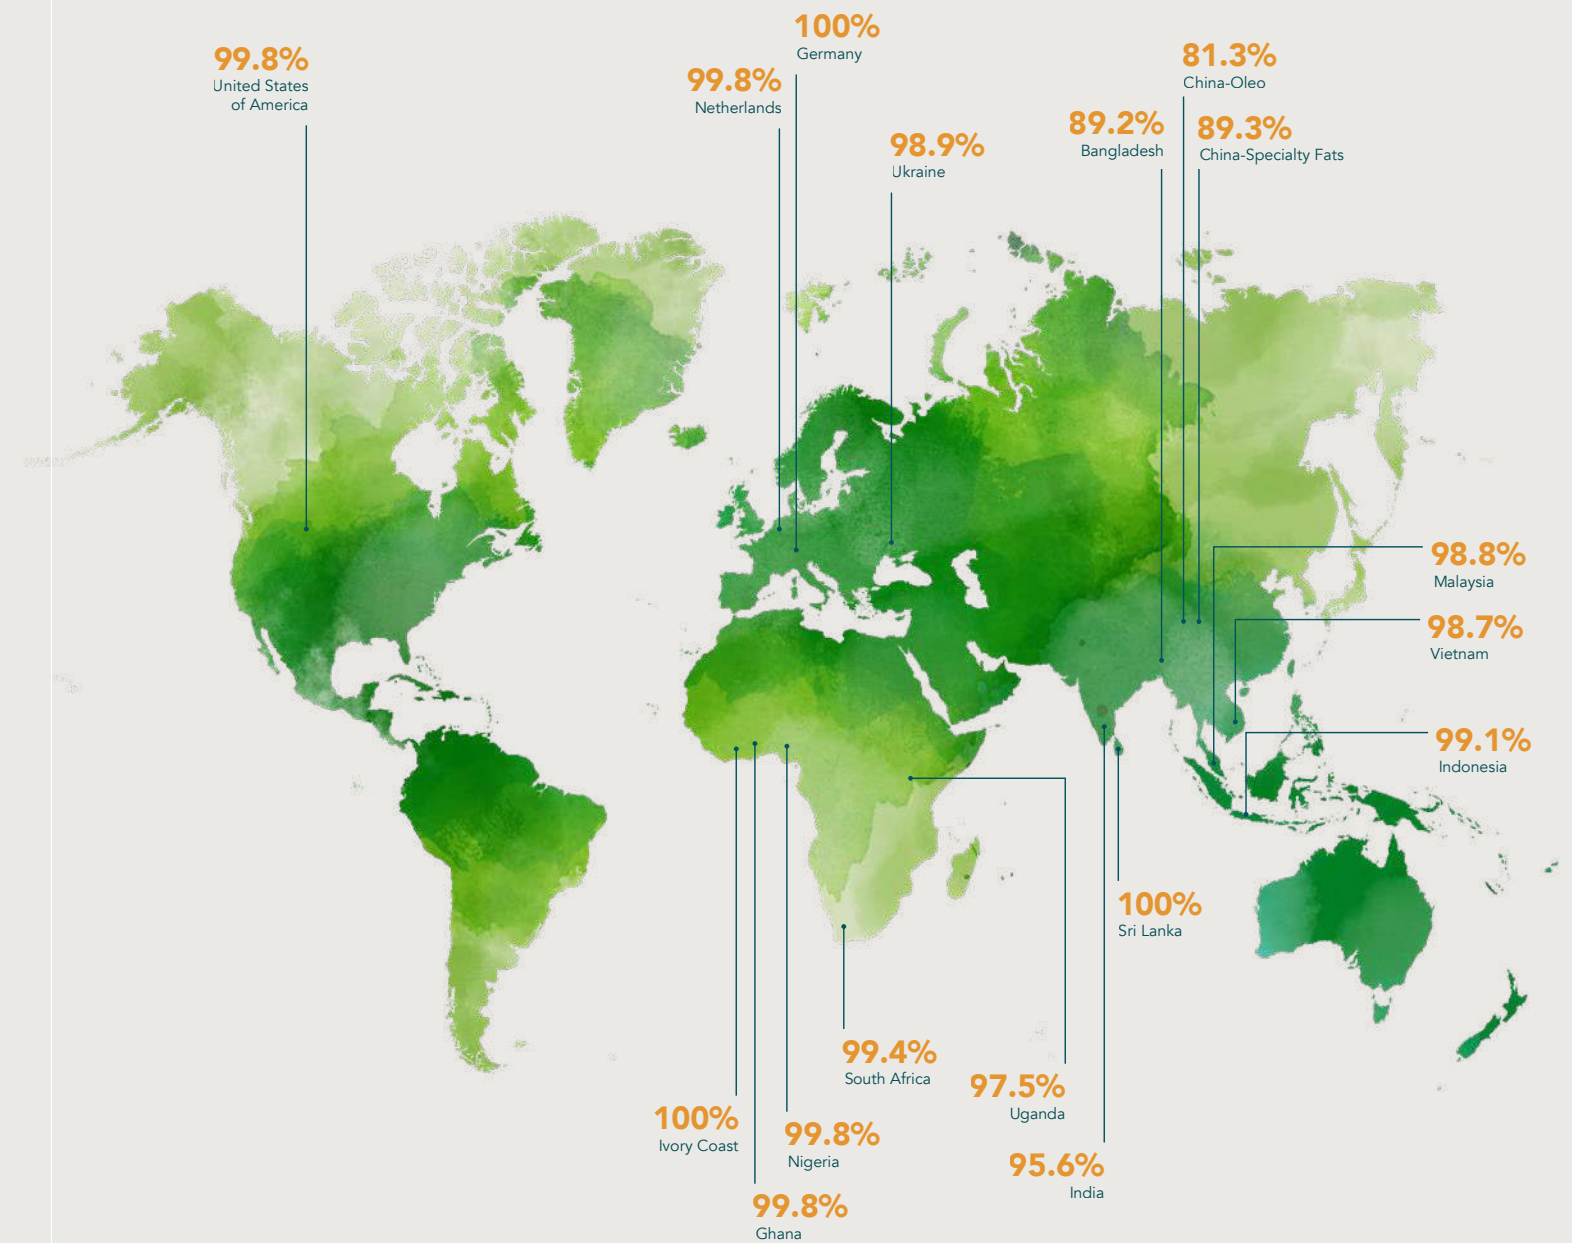 100%
Germany
99.8%
United States
of America
99.8%
Netherlands
98.9%
Ukraine
81.3%
China-Oleo
89.2%
Bangladesh
89.3%
China-Specialty Fats
98.8%
Malaysia
98.7%
Vietnam
99.1%
Indonesia
100%
Sri Lanka
99.4%
South Africa
97.5%
Uganda
100%
Ivory Coast
99.8%
Nigeria
95.6%
India
99.8%
Ghana